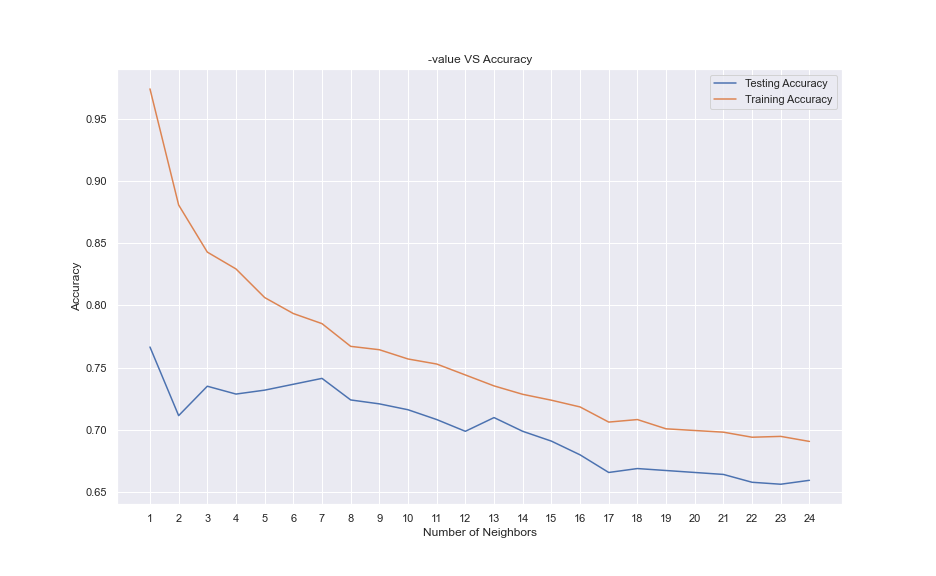 -value VS Accuracy
Testing Accuracy
Training Accuracy
0.95
0.90
0.85
0.80
0.75
0.70
0.65
Accuracy
1 2 3 4 5 6 7 8 9 10 11 12 13 14 15 16 17 18 19 20 21 22 23 24
Number of Neighbors